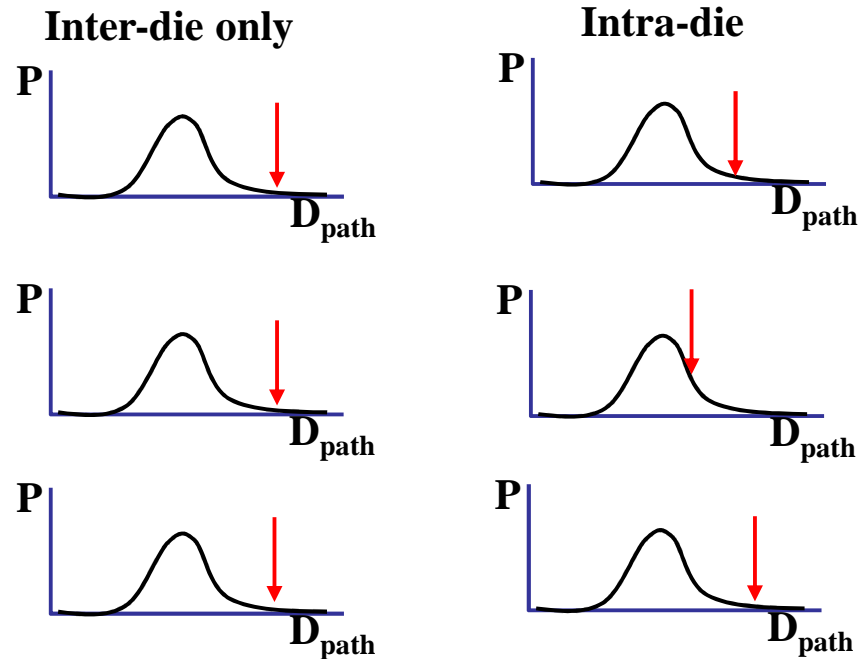 Inter-die only
Intra-die
P
D_path
P
D_path
P
D_path
P
D_path
P
D_path
P
D_path